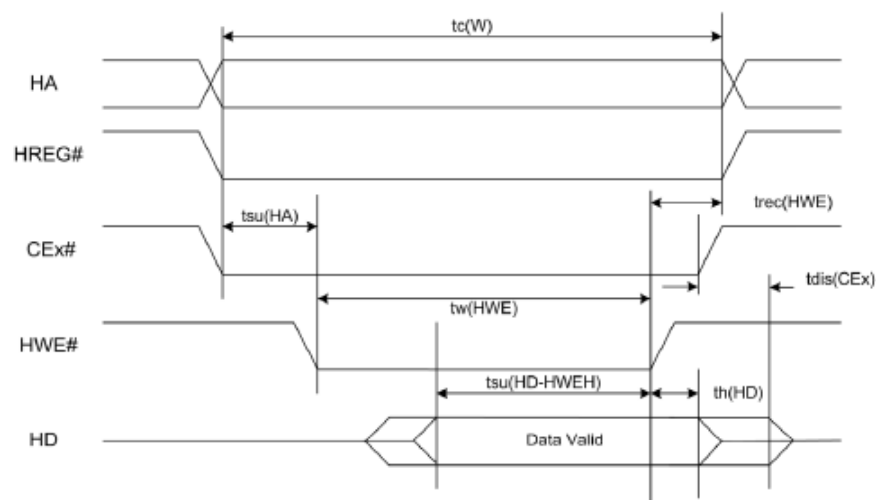 tc(W)
HA
HREG#
tsu(HA)
trec(HWE)
CEx#
tdis(CEx)
tw(HWE)
HWE#
tsu(HD-HWEH)
th(HD)
HD
Data Valid